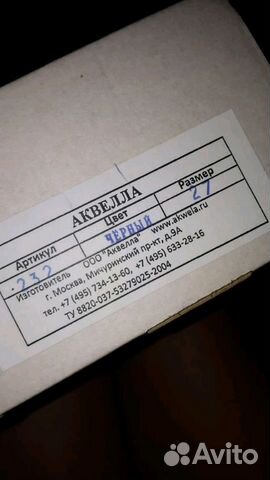 АКВЕЛЛА
Артикул Цвет Размер
. 232 ЧЁРНЫЙ 27
Изготовитель ООО "Аквелла" www.akwela.ru
г. Москва, Мичуринский пр-кт, д.9А
тел. +7 (495) 734-13-60, +7 (495) 633-28-16
ТУ 8820-037-53279025-2004
Avito